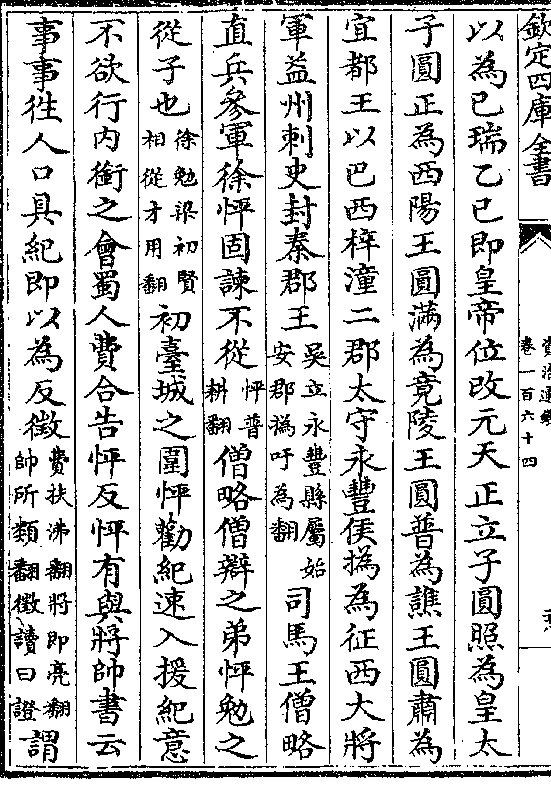 欽定四庫全書
資治通鑑
卷一百六十四
以為已瑞乙已即皇帝位改元天正立子圓照為皇太
子圓正為西陽王圓滿為竟陵王圓普為譙王圓肅為
宜都王以巴西梓潼二郡太守永豐侯撝為征西大將
軍益州刺史封秦郡王吳立永豐縣屬始安郡撝吁為翻司馬王僧略
直兵參軍徐怦固諫不從怦普耕翻僧略僧辯之弟怦勉之
從子也徐勉梁初賢相從才用翻初臺城之圍怦勸紀速入援紀意
不欲行内銜之會蜀人費合告怦反怦有與將帥書云
事事往人口具紀即以為反徵費扶沸翻將即亮翻帥所類翻徵讀曰證謂